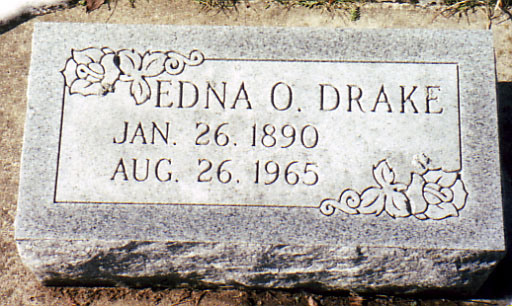 EDNA O. DRAKE
JAN. 26. 1890
AUG. 26. 1965